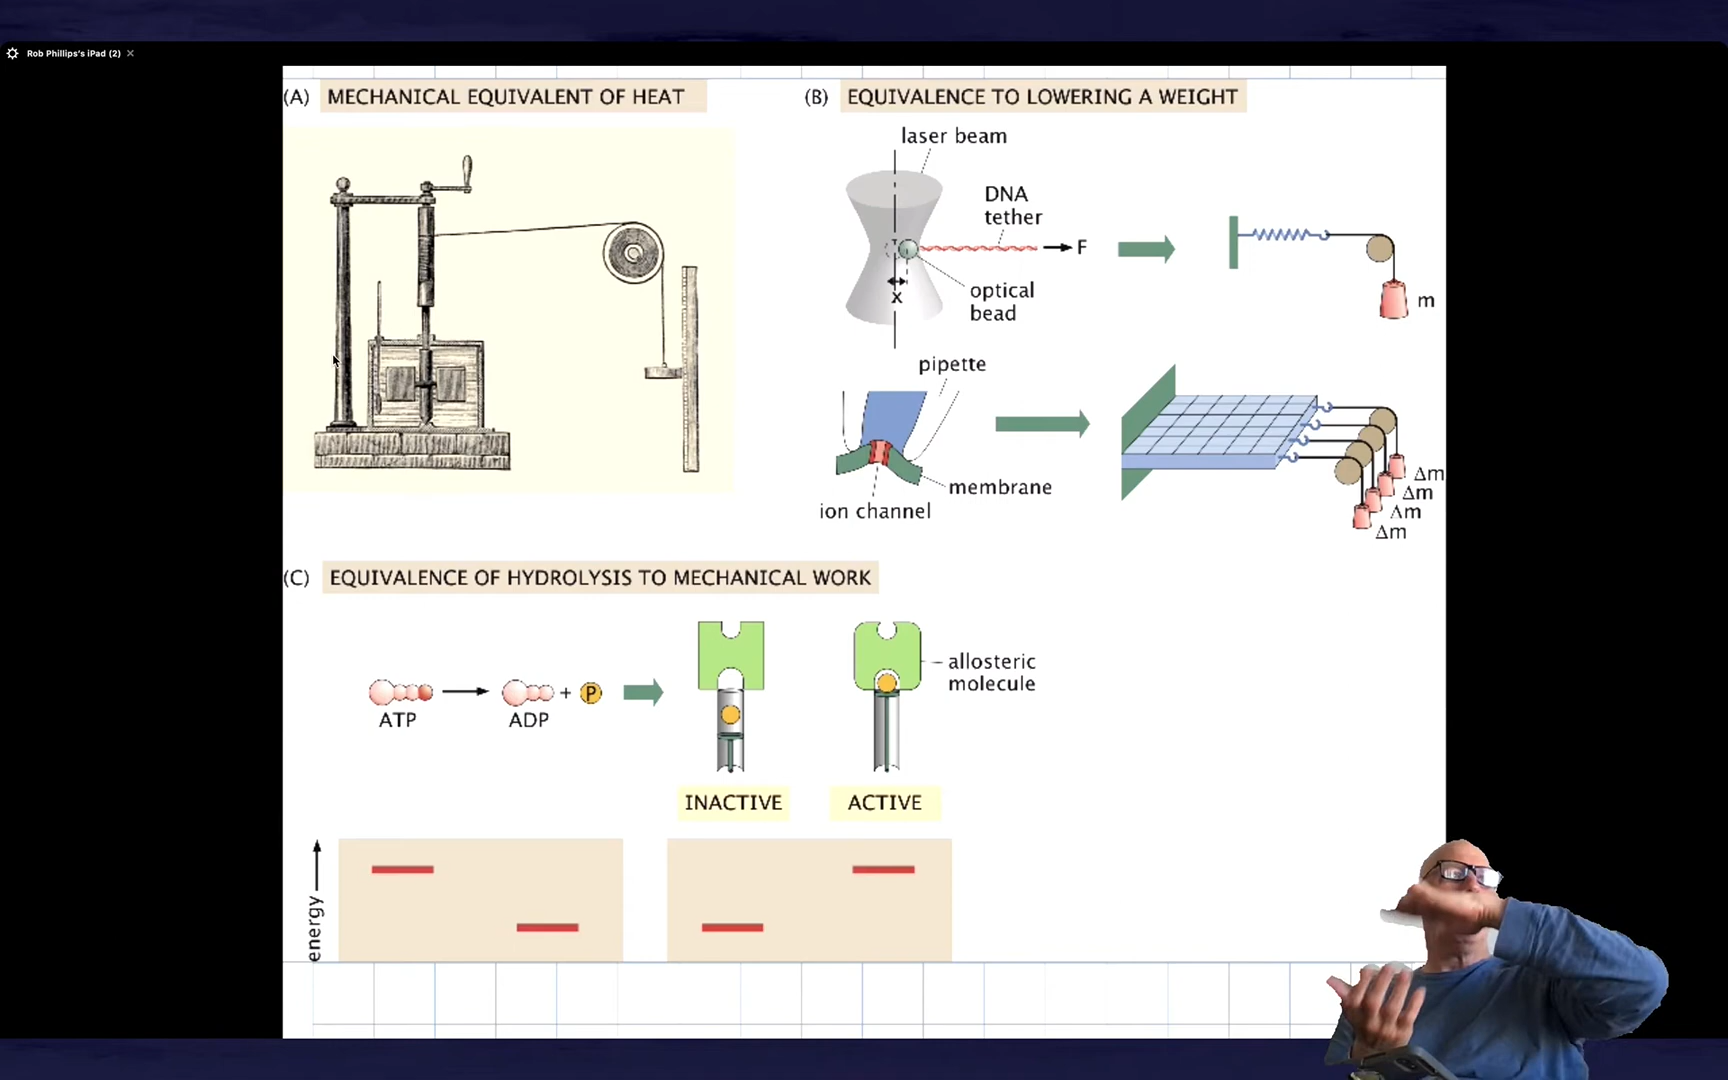 Rob Phillips's iPad (2) ×
(A) MECHANICAL EQUIVALENT OF HEAT
(B) EQUIVALENCE TO LOWERING A WEIGHT
laser beam
DNA
tether
F
x
optical
bead
m
pipette
membrane
ion channel
Δm
Δm
Δm
Δm
(C) EQUIVALENCE OF HYDROLYSIS TO MECHANICAL WORK
ATP
ADP
+ P
allosteric
molecule
INACTIVE
ACTIVE
energy